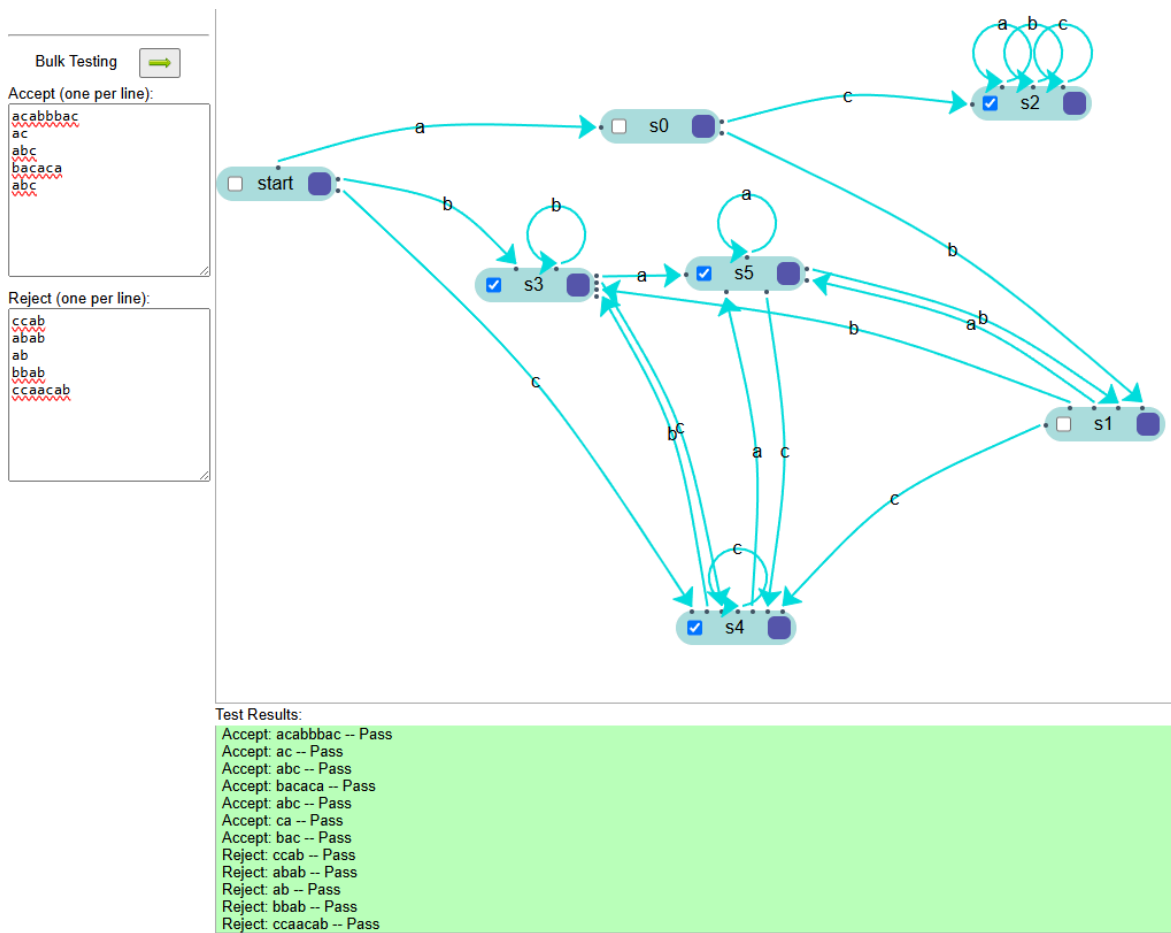 Bulk Testing
Accept (one per line):
acabbbac
ac
abc
bacaca
abc
Reject (one per line):
ccab
abab
ab
bbab
ccaacab
a
b
c
s2
c
a
s0
start
b
b
a
b
s3
a
s5
b
b
a
b
c
s1
b
c
a
c
c
c
s4
Test Results:
Accept: acabbbac -- Pass
Accept: ac -- Pass
Accept: abc -- Pass
Accept: bacaca -- Pass
Accept: abc -- Pass
Accept: ca -- Pass
Accept: bac -- Pass
Reject: ccab -- Pass
Reject: abab -- Pass
Reject: ab -- Pass
Reject: bbab -- Pass
Reject: ccaacab -- Pass